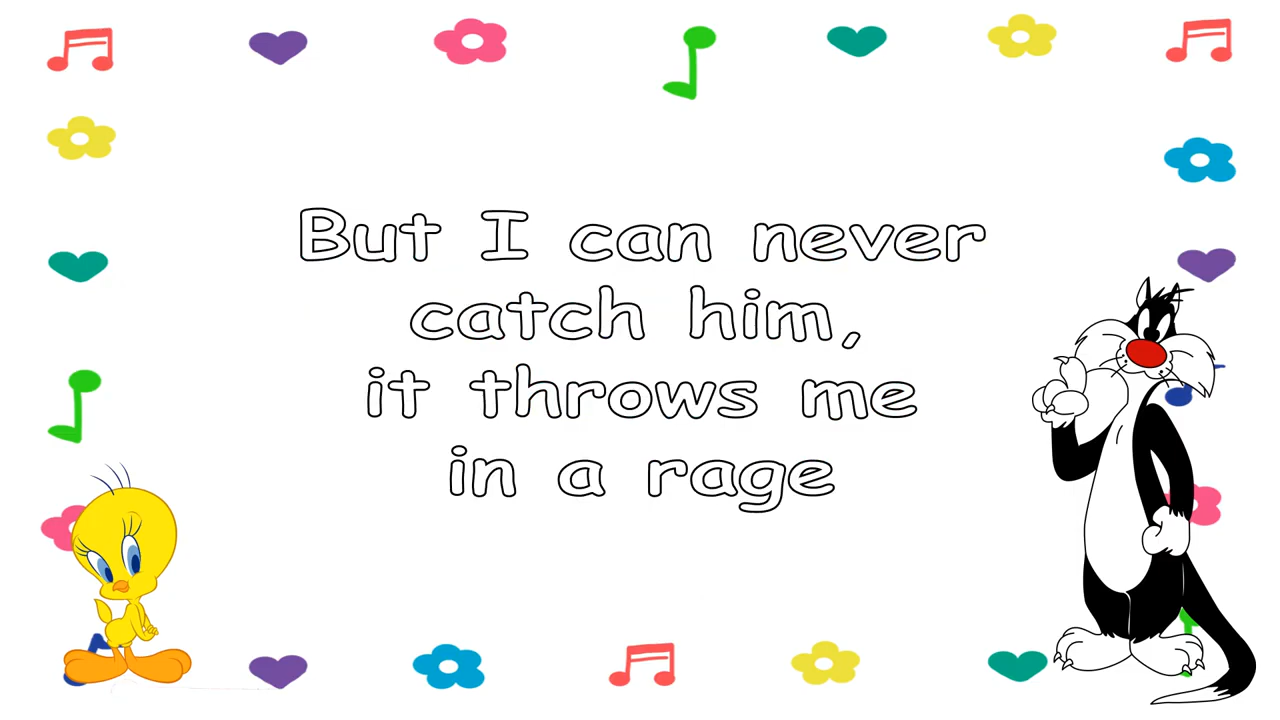 But I can never
catch him,
it throws me
in a rage